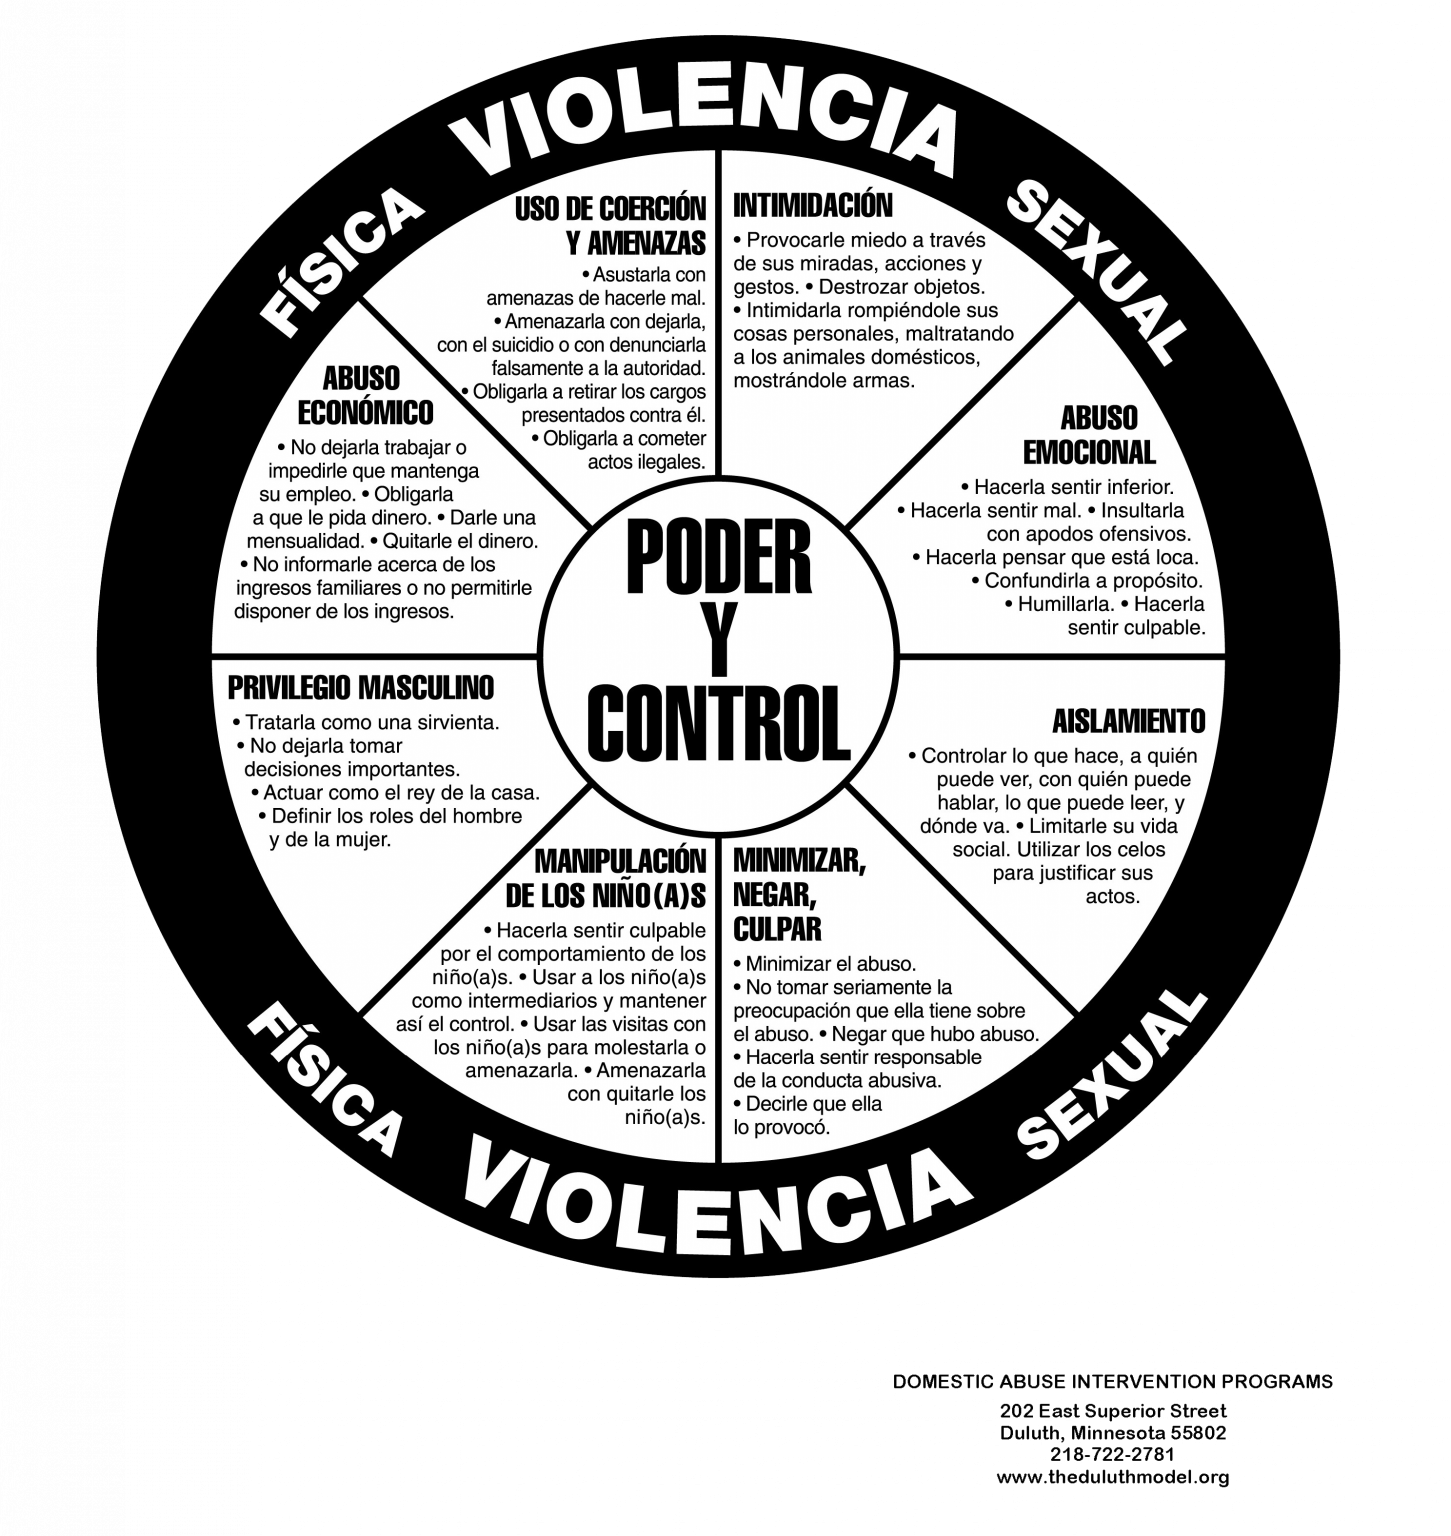 VIOLENCIA
FÍSICA
SEXUAL
USO DE COERCIÓN
Y AMENAZAS
• Asustarla con
amenazas de hacerle mal.
• Amenazarla con dejarla,
con el suicidio o con denunciarla
falsamente a la autoridad.
• Obligarla a retirar los cargos
presentados contra él.
• Obligarla a cometer
actos ilegales.
INTIMIDACIÓN
• Provocarle miedo a través
de sus miradas, acciones y
gestos. • Destrozar objetos.
• Intimidarla rompiéndole sus
cosas personales, maltratando
a los animales domésticos,
mostrándole armas.
ABUSO
ECONÓMICO
• No dejarla trabajar o
impedirle que mantenga
su empleo. • Obligarla
a que le pida dinero. • Darle una
mensualidad. • Quitarle el dinero.
• No informarle acerca de los
ingresos familiares o no permitirle
disponer de los ingresos.
ABUSO
EMOCIONAL
• Hacerla sentir inferior.
• Hacerla sentir mal. • Insultarla
con apodos ofensivos.
• Hacerla pensar que está loca.
• Confundirla a propósito.
• Humillarla. • Hacerla
sentir culpable.
PODER
Y
CONTROL
PRIVILEGIO MASCULINO
• Tratarla como una sirvienta.
• No dejarla tomar
decisiones importantes.
• Actuar como el rey de la casa.
• Definir los roles del hombre
y de la mujer.
AISLAMIENTO
• Controlar lo que hace, a quién
puede ver, con quién puede
hablar, lo que puede leer, y
dónde va. • Limitarle su vida
social. Utilizar los celos
para justificar sus
actos.
MANIPULACIÓN
DE LOS NIÑO(A)S
• Hacerla sentir culpable
por el comportamiento de los
niño(a)s. • Usar a los niño(a)s
como intermediarios y mantener
así el control. • Usar las visitas con
los niño(a)s para molestarla o
amenazarla. • Amenazarla
con quitarle los
niño(a)s.
MINIMIZAR,
NEGAR,
CULPAR
• Minimizar el abuso.
• No tomar seriamente la
preocupación que ella tiene sobre
el abuso. • Negar que hubo abuso.
• Hacerla sentir responsable
de la conducta abusiva.
• Decirle que ella
lo provocó.
FÍSICA
VIOLENCIA
SEXUAL
DOMESTIC ABUSE INTERVENTION PROGRAMS
202 East Superior Street
Duluth, Minnesota 55802
218-722-2781
www.theduluthmodel.org